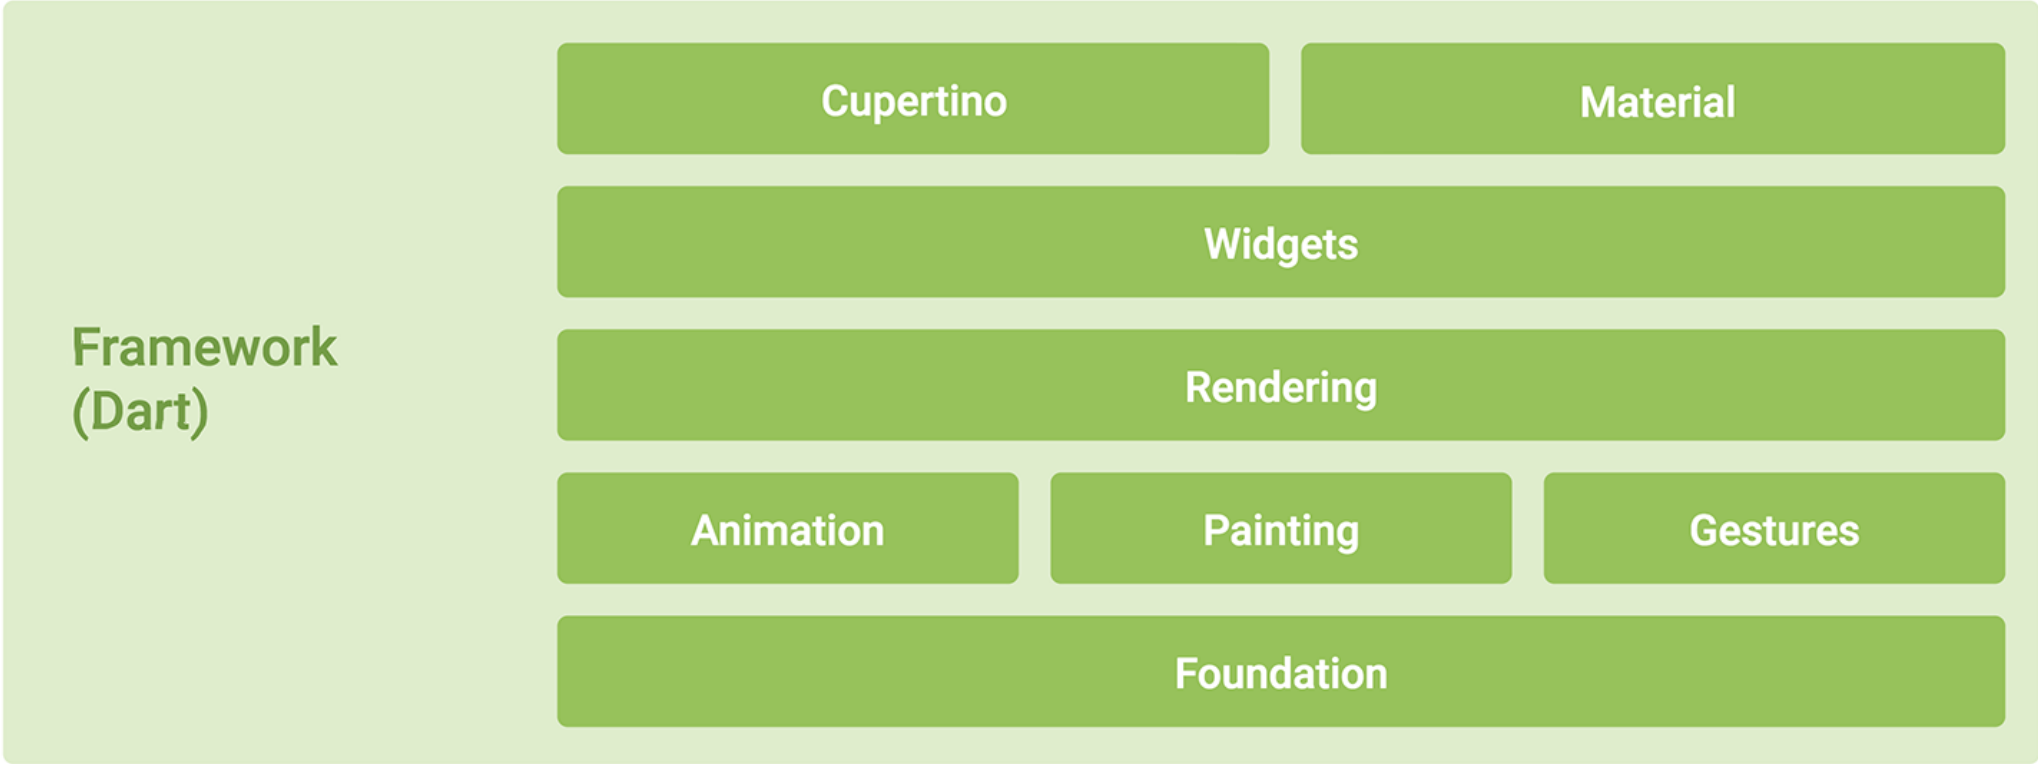 Cupertino
Material
Widgets
Framework
(Dart)
Rendering
Animation
Painting
Gestures
Foundation